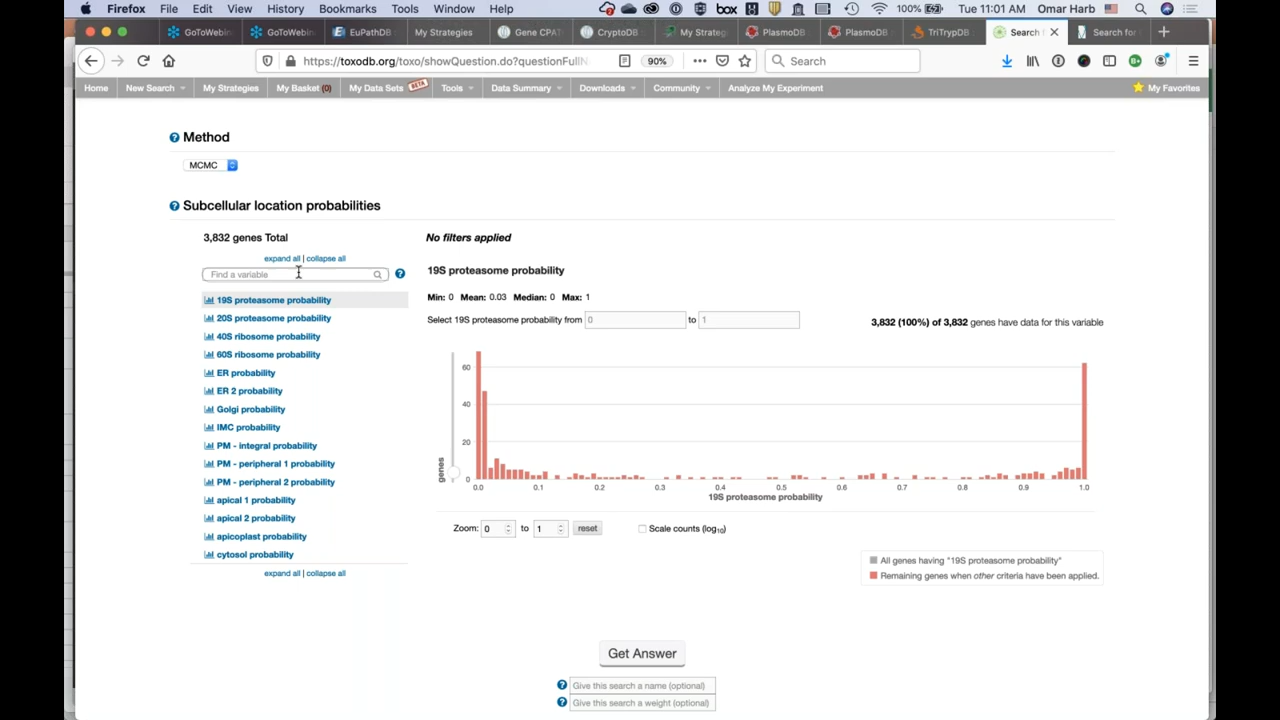 Firefox File Edit View History Bookmarks Tools Window Help box 100% Tue 11:01 AM Omar Harb
GoToWebin GoToWebin EuPathDB My Strategies Gene CPAT CryptoDB My Strateg PlasmoDB PlasmoDB TriTrypDB Search Search for
https://toxodb.org/toxo/showQuestion.do?questionFullN 90% Search
Home New Search My Strategies My Basket (0) My Data Sets BETA Tools Data Summary Downloads Community Analyze My Experiment My Favorites
Method
MCMC
Subcellular location probabilities
3,832 genes Total
expand all | collapse all
Find a variable
19S proteasome probability
20S proteasome probability
40S ribosome probability
60S ribosome probability
ER probability
ER 2 probability
Golgi probability
IMC probability
PM - integral probability
PM - peripheral 1 probability
PM - peripheral 2 probability
apical 1 probability
apical 2 probability
apicoplast probability
cytosol probability
expand all | collapse all
No filters applied
19S proteasome probability
Min: 0 Mean: 0.03 Median: 0 Max: 1
Select 19S proteasome probability from 0 to 1
3,832 (100%) of 3,832 genes have data for this variable
60
40
20
0
genes
0.0 0.1 0.2 0.3 0.4 0.5 0.6 0.7 0.8 0.9 1.0
19S proteasome probability
Zoom: 0 to 1 reset Scale counts (log10)
All genes having "19S proteasome probability"
Remaining genes when other criteria have been applied.
Get Answer
Give this search a name (optional)
Give this search a weight (optional)